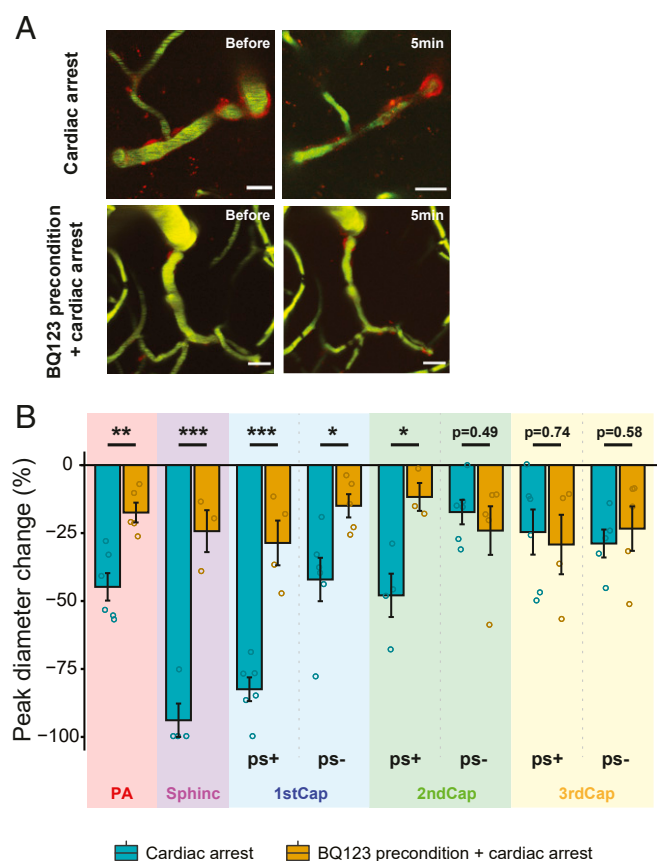 A
Cardiac arrest
Before
5min
BQ123 precondition
+ cardiac arrest
Before
5min
B
Peak diameter change (%)
** *** *** * * p=0.49 p=0.74 p=0.58
0
−25
−50
−75
−100
ps+ ps- ps+ ps- ps+ ps-
PA Sphinc 1stCap 2ndCap 3rdCap
Cardiac arrest BQ123 precondition + cardiac arrest